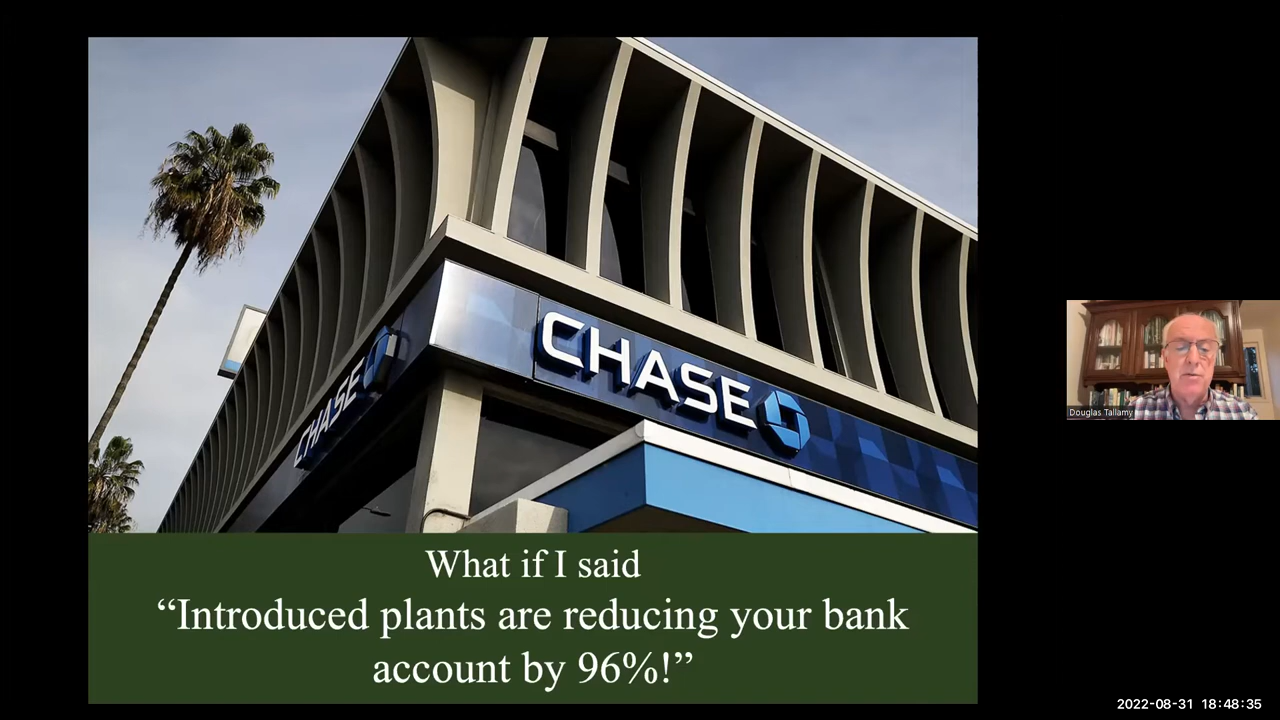 CHASE
CHASE
What if I said
“Introduced plants are reducing your bank
account by 96%!”
Douglas Tallamy
2022-08-31 18:48:35